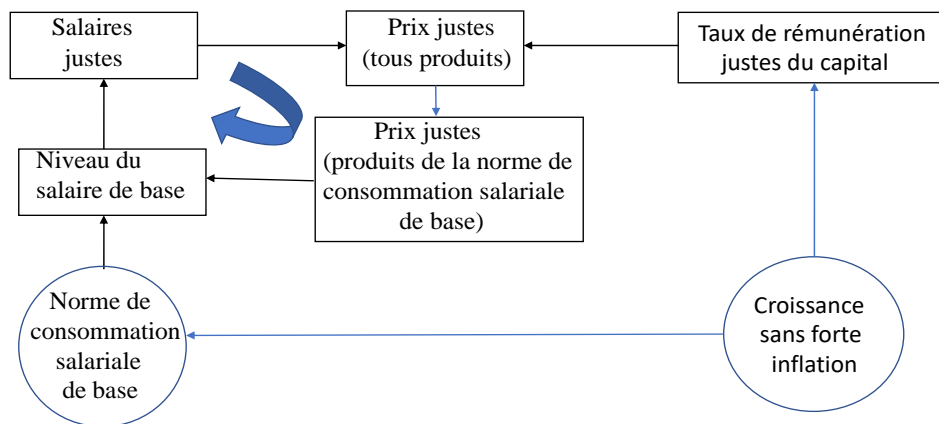 Salaires
justes
Prix justes
(tous produits)
Taux de rémunération
justes du capital
Prix justes
(produits de la norme de
consommation salariale
de base)
Niveau du
salaire de base
Norme de
consommation
salariale
de base
Croissance
sans forte
inflation